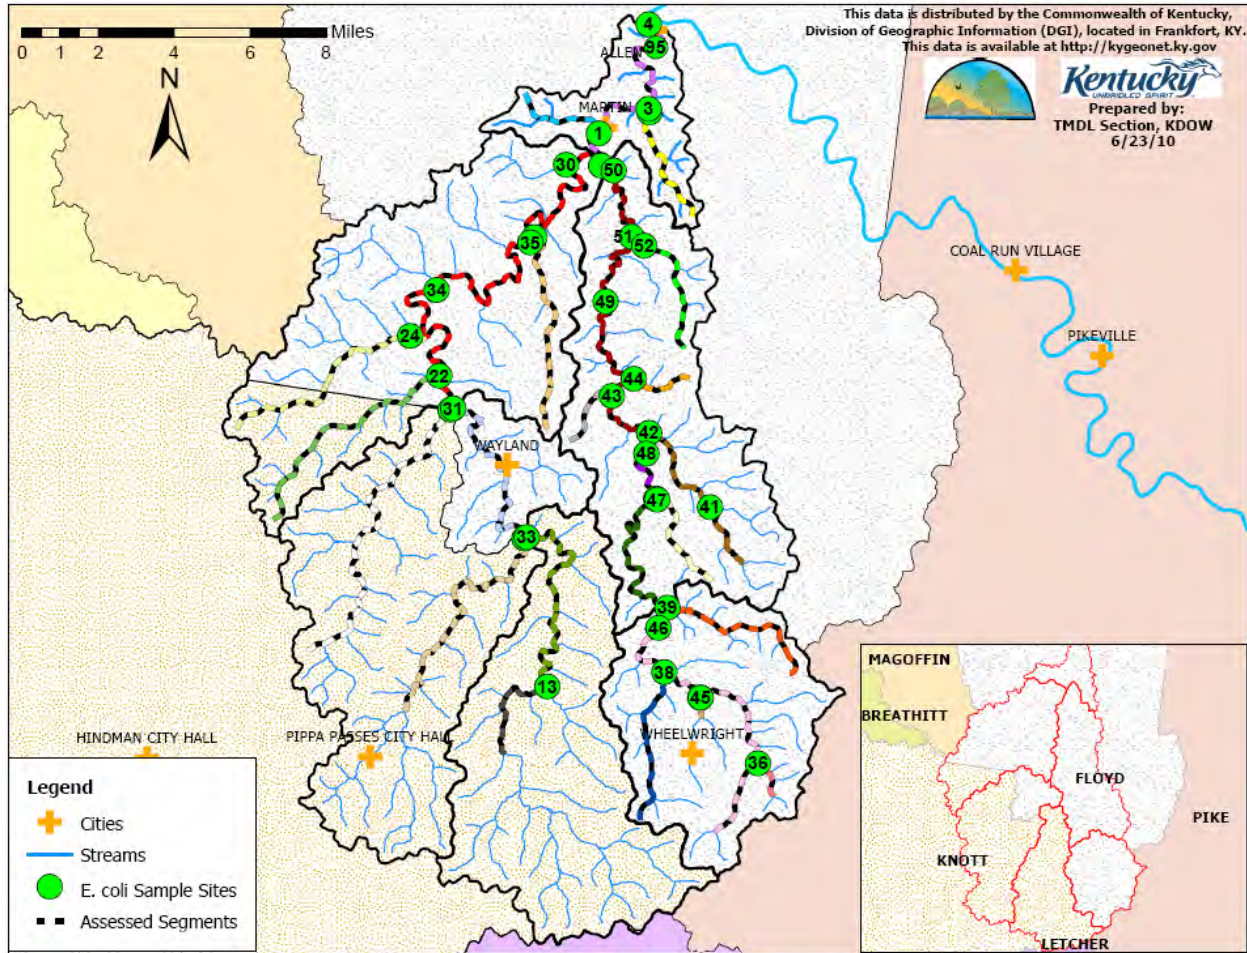 This data is distributed by the Commonwealth of Kentucky,
Division of Geographic Information (DGI), located in Frankfort, KY.
This data is available at http://kygeonet.ky.gov
Kentucky
UNBRIDLED SPIRIT
Prepared by:
TMDL Section, KDOW
6/23/10
Miles
0 1 2 4 6 8
N
4
ALLEN
95
MARTIN
3
1
30
50
51
52
35
COAL RUN VILLAGE
34
49
24
PIKEVILLE
22
44
43
31
42
WAYLAND
48
47
41
33
39
46
38
13
45
WHEELWRIGHT
36
HINDMAN CITY HALL
PIPPA PASSES CITY HALL
Legend
Cities
Streams
E. coli Sample Sites
Assessed Segments
MAGOFFIN
BREATHITT
FLOYD
PIKE
KNOTT
LETCHER